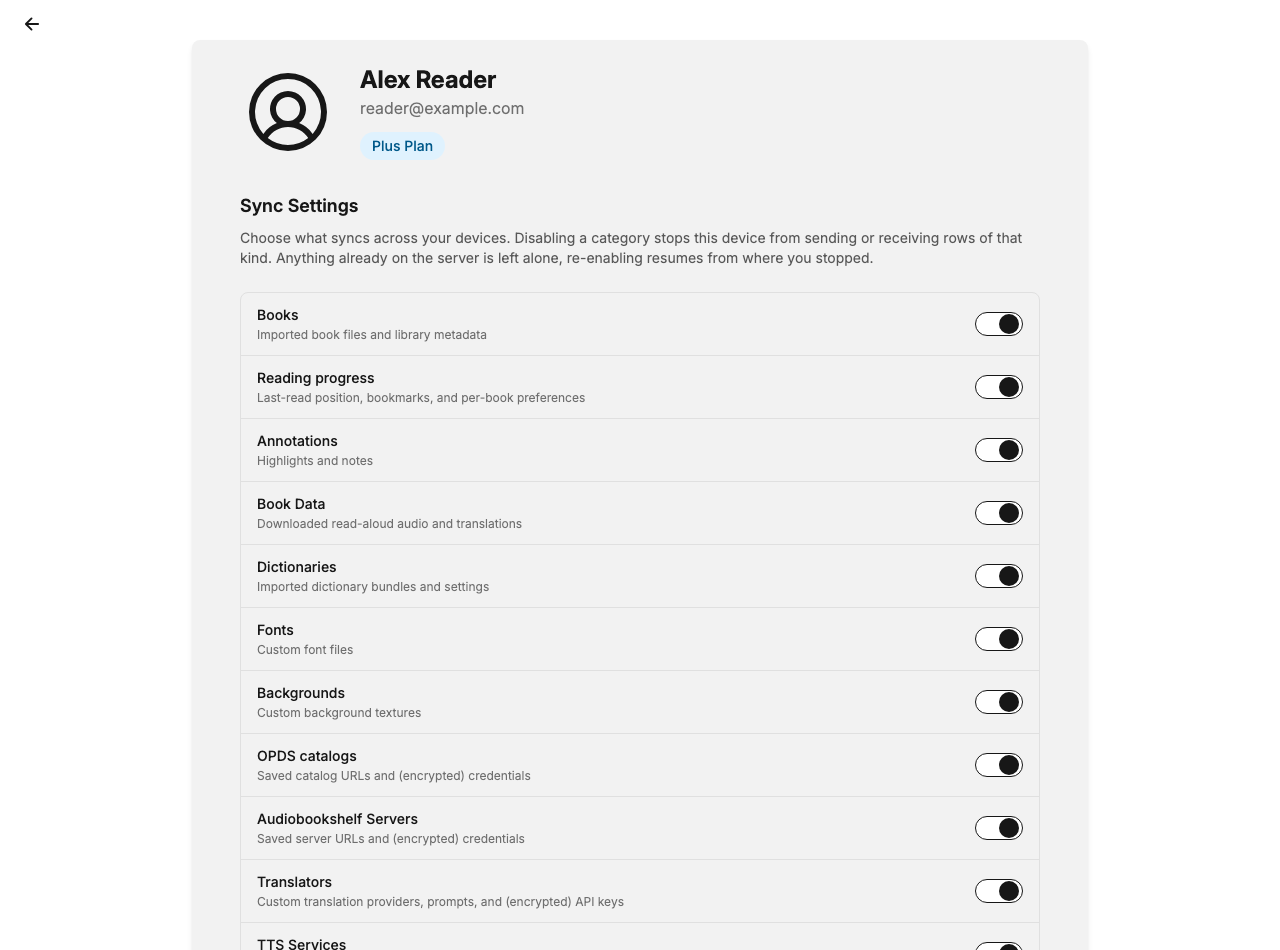 Alex Reader
reader@example.com
Plus Plan
Sync Settings
Choose what syncs across your devices. Disabling a category stops this device from sending or receiving rows of that
kind. Anything already on the server is left alone, re-enabling resumes from where you stopped.
Books
Imported book files and library metadata
Reading progress
Last-read position, bookmarks, and per-book preferences
Annotations
Highlights and notes
Book Data
Downloaded read-aloud audio and translations
Dictionaries
Imported dictionary bundles and settings
Fonts
Custom font files
Backgrounds
Custom background textures
OPDS catalogs
Saved catalog URLs and (encrypted) credentials
Audiobookshelf Servers
Saved server URLs and (encrypted) credentials
Translators
Custom translation providers, prompts, and (encrypted) API keys
TTS Services